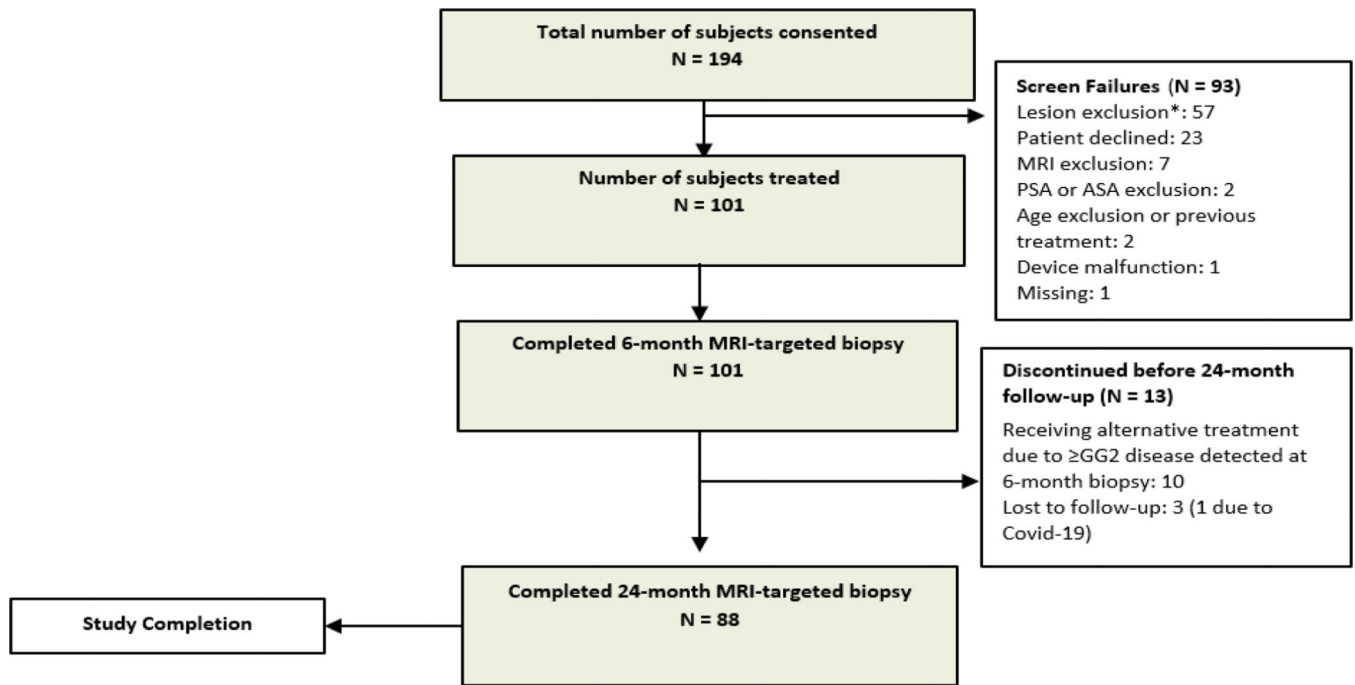 Total number of subjects consented
N = 194
Screen Failures (N = 93)
Lesion exclusion*: 57
Patient declined: 23
MRI exclusion: 7
PSA or ASA exclusion: 2
Age exclusion or previous
treatment: 2
Device malfunction: 1
Missing: 1
Number of subjects treated
N = 101
Completed 6-month MRI-targeted biopsy
N = 101
Discontinued before 24-month
follow-up (N = 13)
Receiving alternative treatment
due to ≥GG2 disease detected at
6-month biopsy: 10
Lost to follow-up: 3 (1 due to
Covid-19)
Completed 24-month MRI-targeted biopsy
N = 88
Study Completion